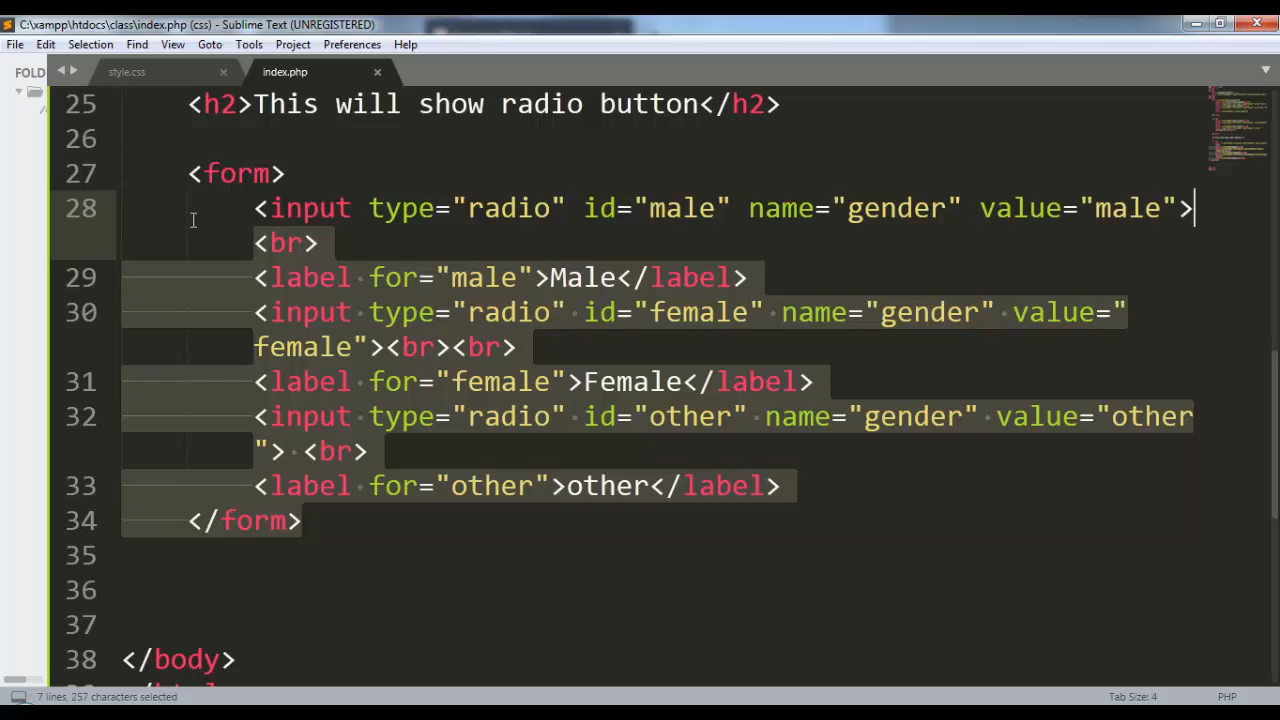 C:\xampp\htdocs\class\index.php (css) - Sublime Text (UNREGISTERED)
File Edit Selection Find View Goto Tools Project Preferences Help
FOLD
style.css × index.php ×
25 <h2>This will show radio button</h2>
26
27 <form>
28 <input type="radio" id="male" name="gender" value="male">
<br>
29 <label for="male">Male</label>
30 <input type="radio" id="female" name="gender" value="
female"><br><br>
31 <label for="female">Female</label>
32 <input type="radio" id="other" name="gender" value="other
"> <br>
33 <label for="other">other</label>
34 </form>
35
36
37
38 </body>
7 lines, 257 characters selected Tab Size: 4 PHP